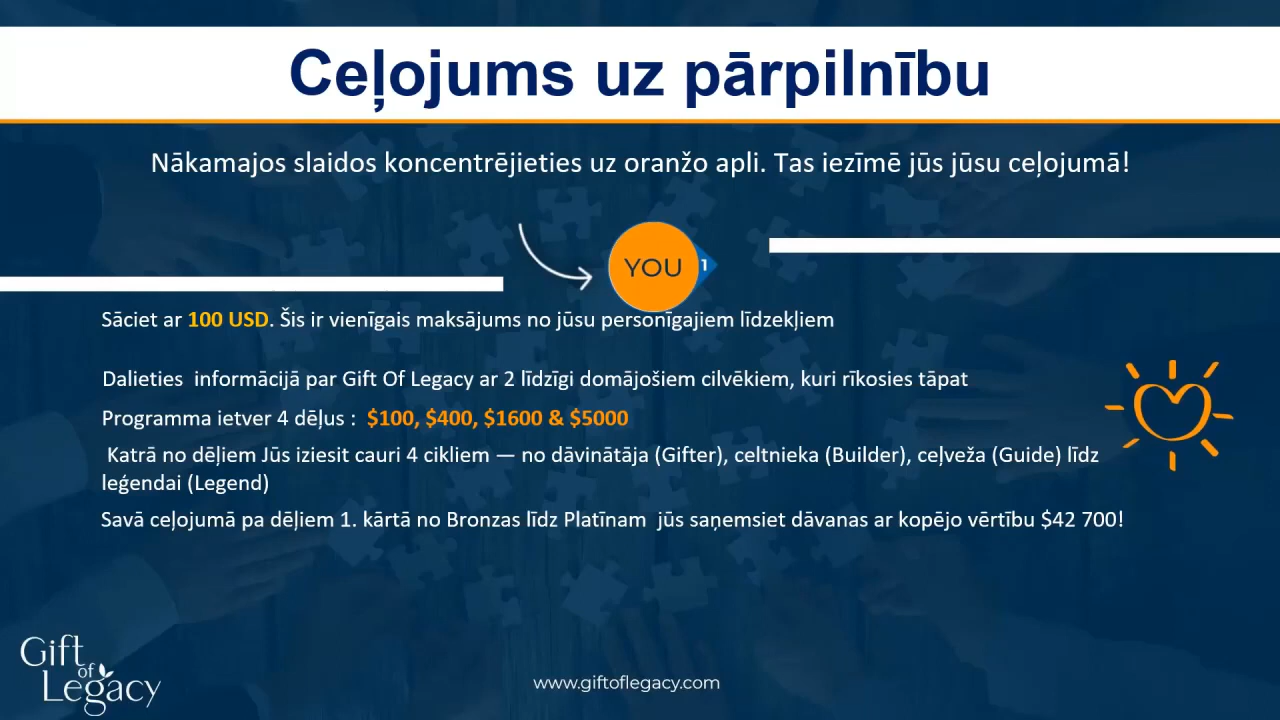 Ceļojums uz pārpilnību
Nākamajos slaidos koncentrējieties uz oranžo apli. Tas iezīmē jūs jūsu ceļojumā!
YOU 1
Sāciet ar 100 USD. Šis ir vienīgais maksājums no jūsu personīgajiem līdzekļiem
Dalieties informācijā par Gift Of Legacy ar 2 līdzīgi domājošiem cilvēkiem, kuri rīkosies tāpat
Programma ietver 4 dēļus : $100, $400, $1600 & $5000
Katrā no dēļiem Jūs iziesit cauri 4 cikliem — no dāvinātāja (Gifter), celtnieka (Builder), ceļveža (Guide) līdz
leģendai (Legend)
Savā ceļojumā pa dēļiem 1. kārtā no Bronzas līdz Platīnam jūs saņemsiet dāvanas ar kopējo vērtību $42 700!
Gift
of
Legacy
www.giftoflegacy.com